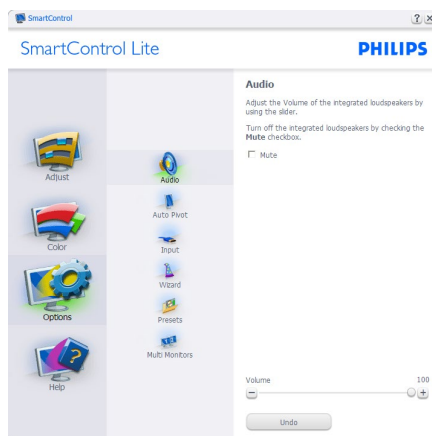 SmartControl
SmartControl Lite
PHILIPS
Adjust
Color
Options
Help
Audio
Auto Pivot
Input
Wizard
Presets
Multi Monitors
Audio
Adjust the Volume of the integrated loudspeakers by
using the slider.
Turn off the integrated loudspeakers by checking the
Mute checkbox.
Mute
Volume 100
Undo